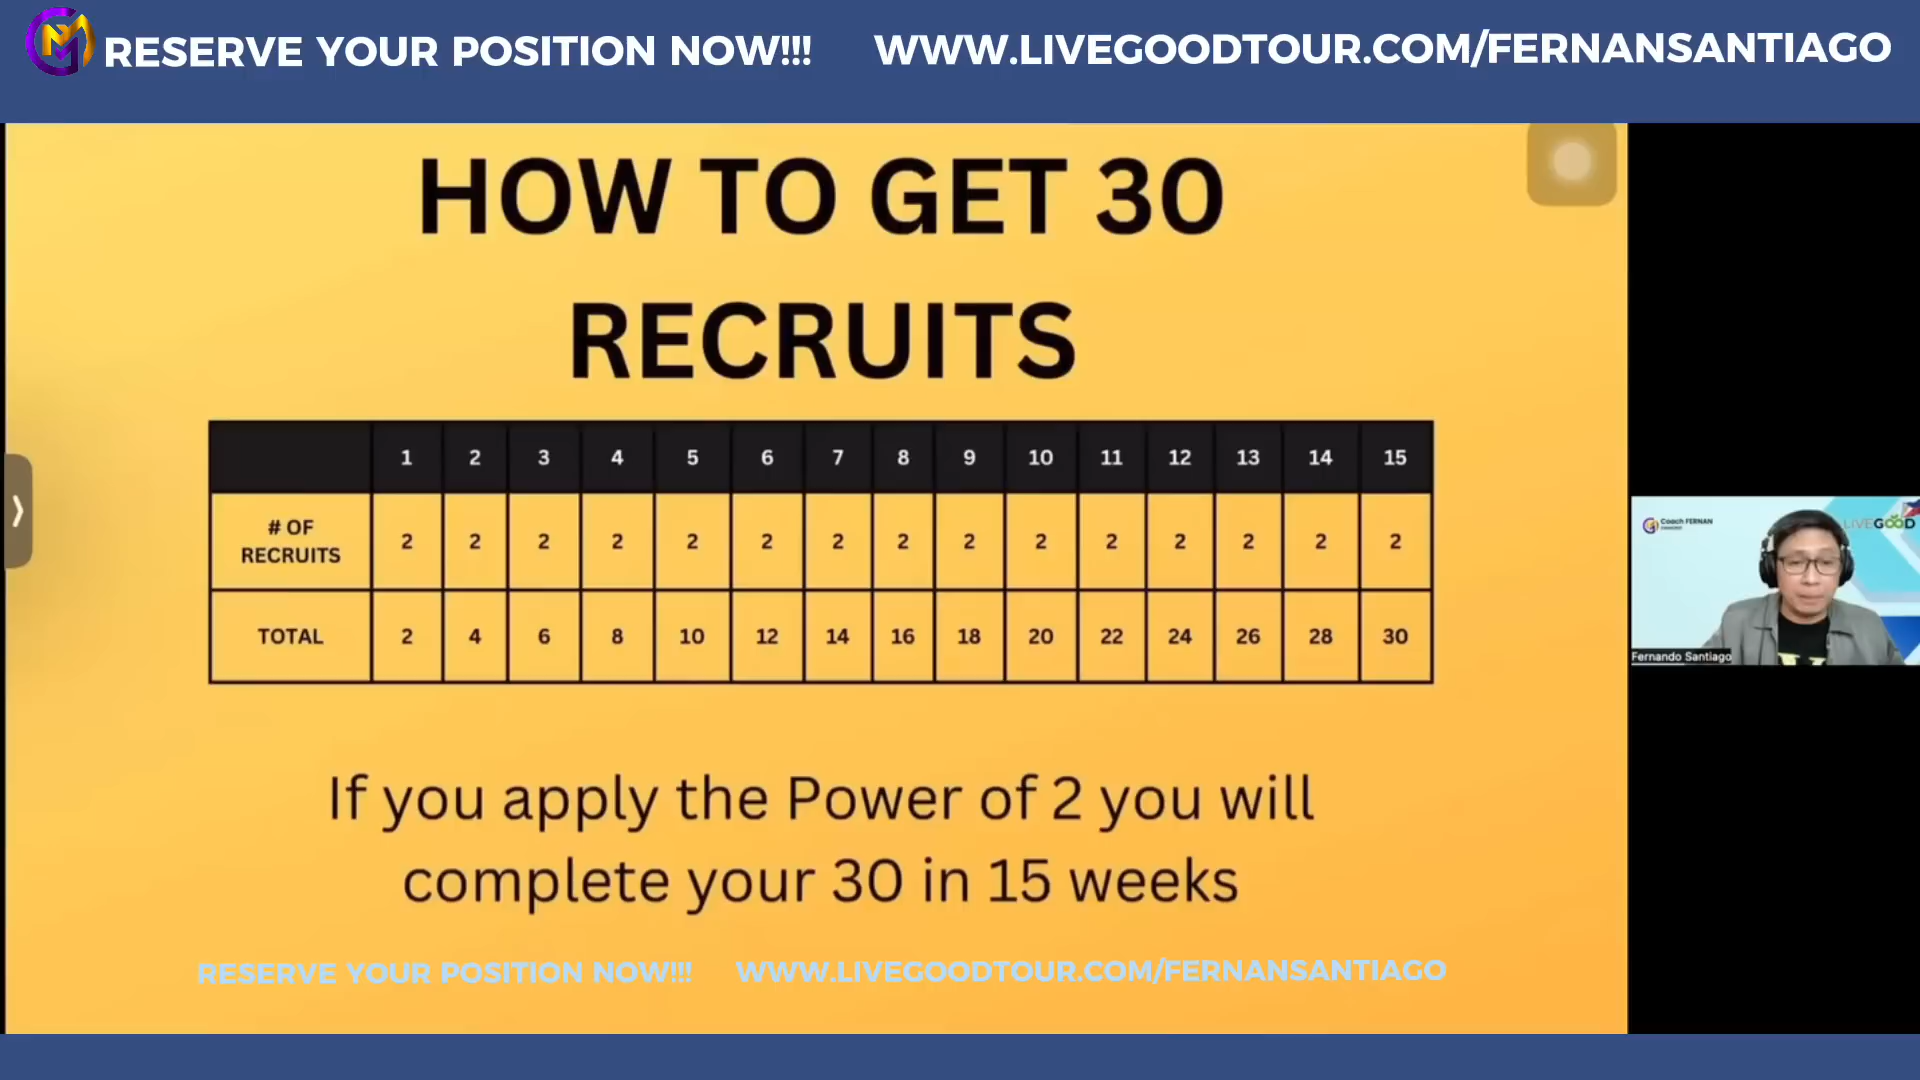 RESERVE YOUR POSITION NOW!!! WWW.LIVEGOODTOUR.COM/FERNANSANTIAGO
HOW TO GET 30
RECRUITS
1 2 3 4 5 6 7 8 9 10 11 12 13 14 15
# OF RECRUITS 2 2 2 2 2 2 2 2 2 2 2 2 2 2 2
TOTAL 2 4 6 8 10 12 14 16 18 20 22 24 26 28 30
If you apply the Power of 2 you will
complete your 30 in 15 weeks
RESERVE YOUR POSITION NOW!!! WWW.LIVEGOODTOUR.COM/FERNANSANTIAGO
Coach FERNAN
LIVEGOOD
Fernando Santiago